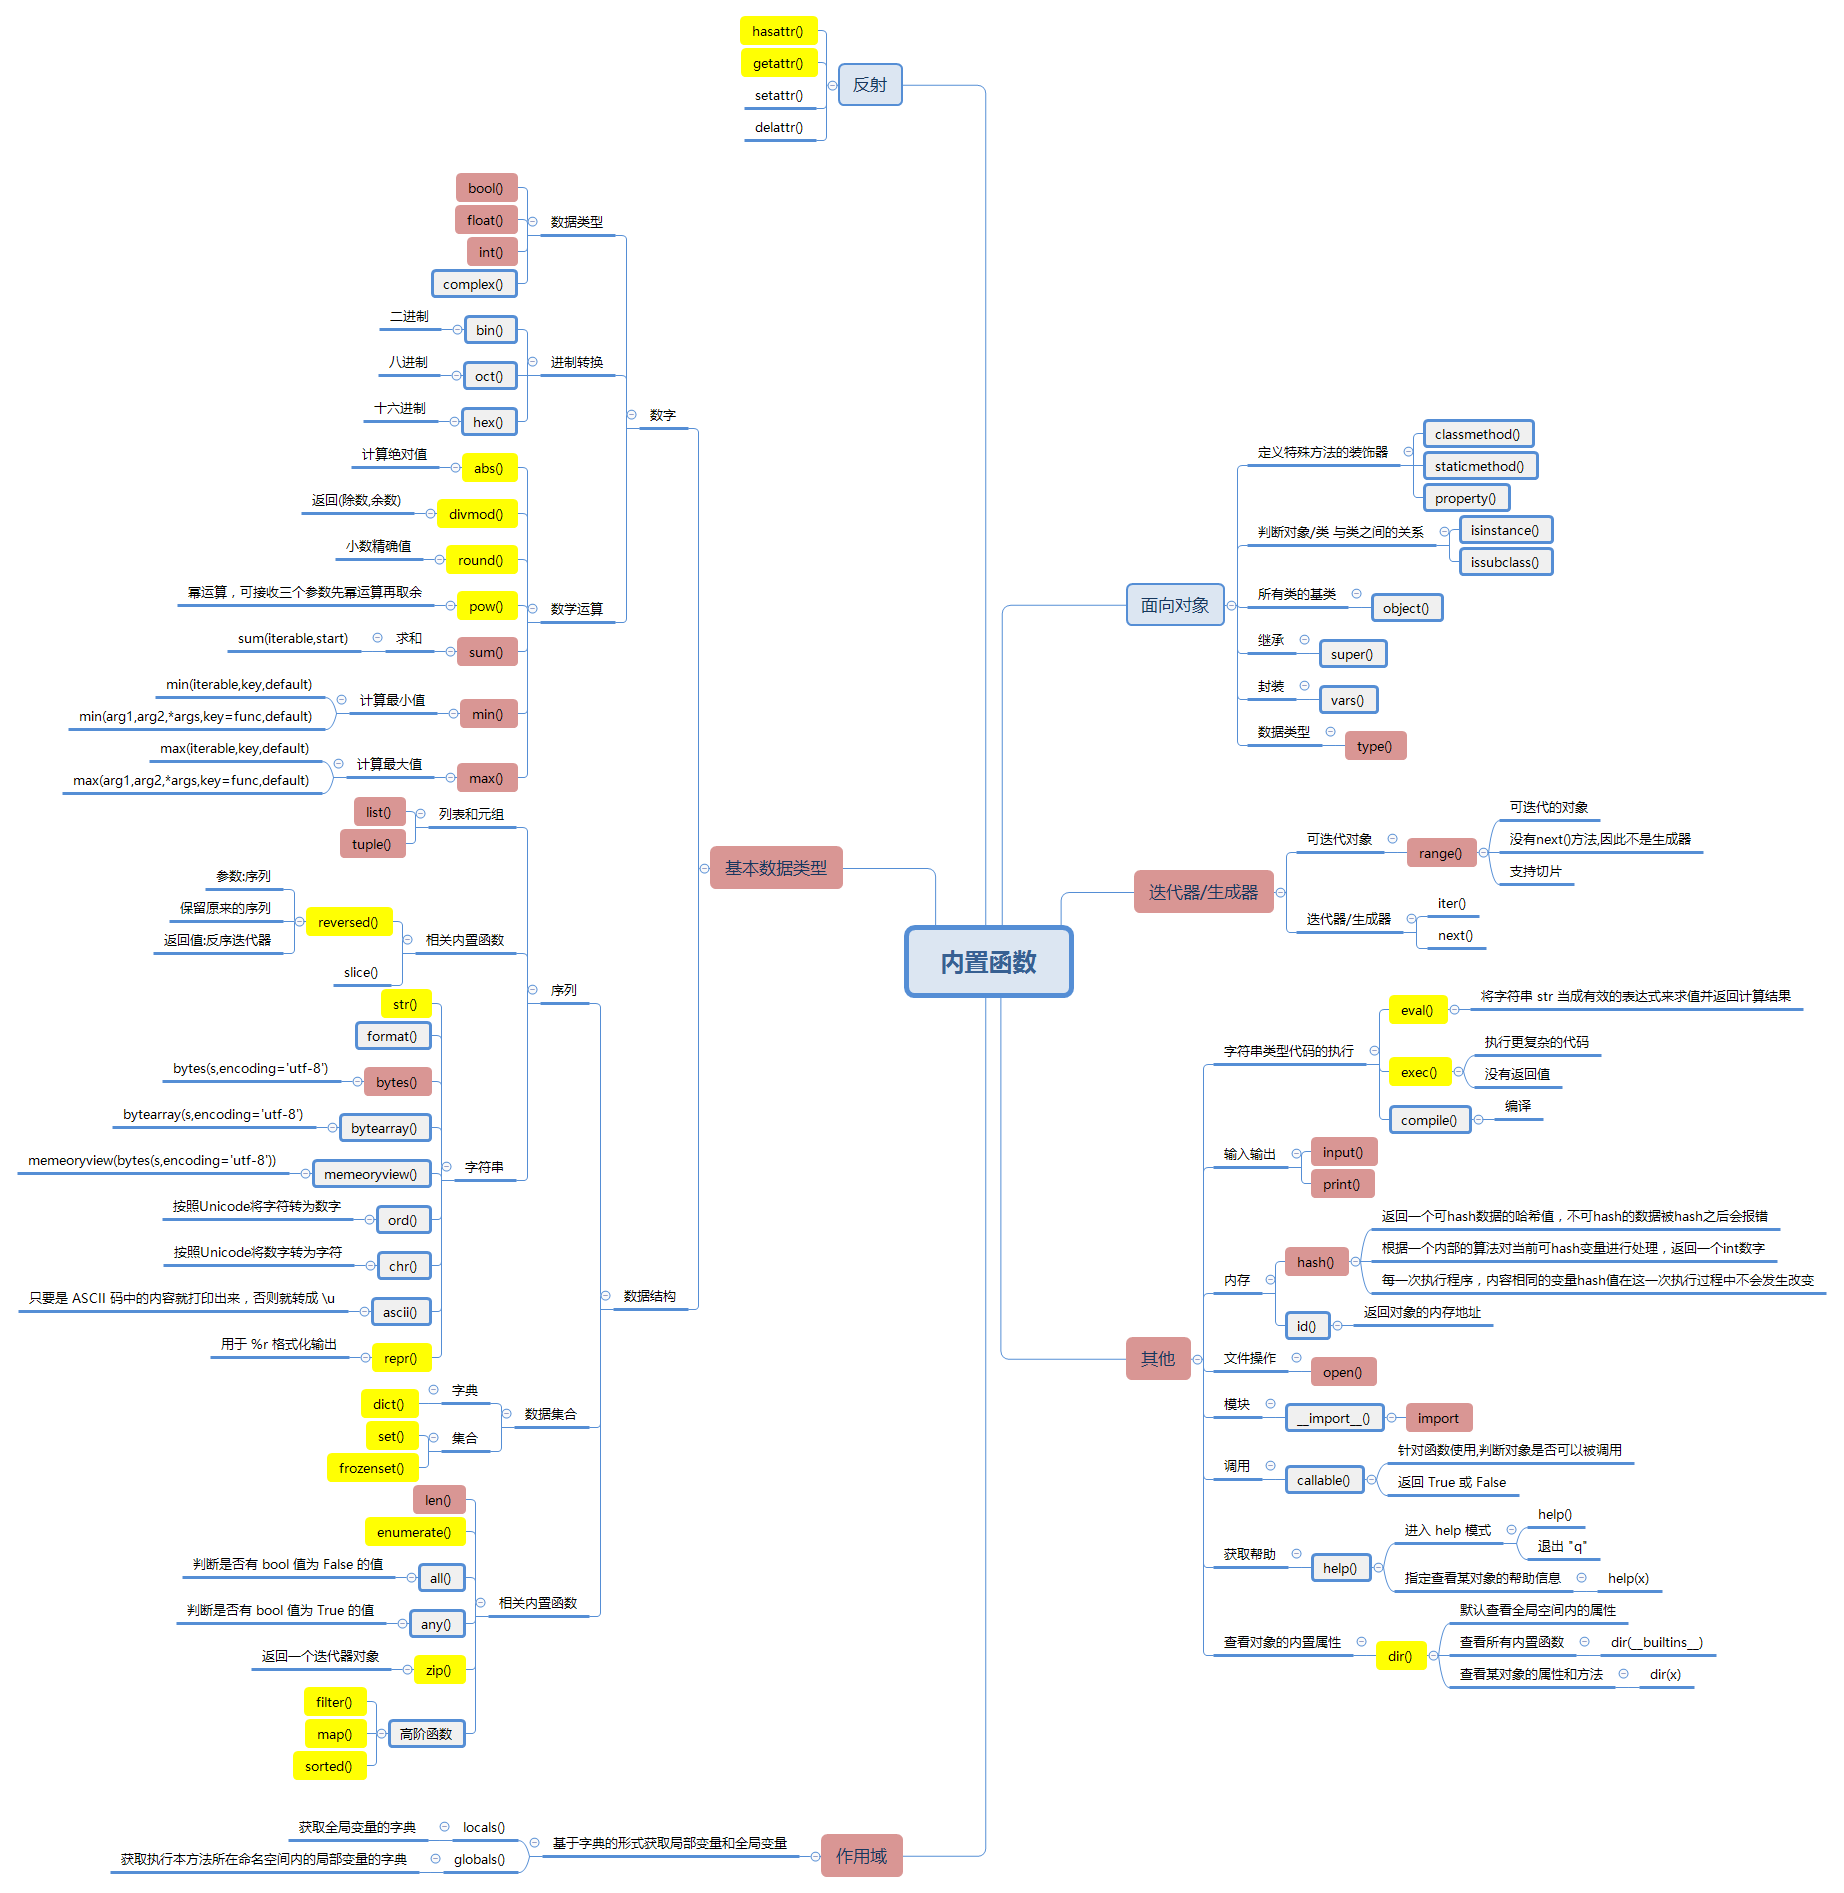 内置函数
反射
hasattr()
getattr()
setattr()
delattr()
基本数据类型
数字
数据类型
bool()
float()
int()
complex()
进制转换
bin()
二进制
oct()
八进制
hex()
十六进制
数学运算
abs()
计算绝对值
divmod()
返回(除数,余数)
round()
小数精确值
pow()
幂运算，可接收三个参数先幂运算再取余
sum()
求和
sum(iterable,start)
min()
计算最小值
min(iterable,key,default)
min(arg1,arg2,*args,key=func,default)
max()
计算最大值
max(iterable,key,default)
max(arg1,arg2,*args,key=func,default)
数据结构
序列
列表和元组
list()
tuple()
相关内置函数
reversed()
参数:序列
保留原来的序列
返回值:反序迭代器
slice()
字符串
str()
format()
bytes()
bytes(s,encoding='utf-8')
bytearray()
bytearray(s,encoding='utf-8')
memeoryview()
memeoryview(bytes(s,encoding='utf-8'))
ord()
按照Unicode将字符转为数字
chr()
按照Unicode将数字转为字符
ascii()
只要是 ASCII 码中的内容就打印出来，否则就转成 \u
repr()
用于 %r 格式化输出
数据集合
字典
dict()
集合
set()
frozenset()
相关内置函数
len()
enumerate()
all()
判断是否有 bool 值为 False 的值
any()
判断是否有 bool 值为 True 的值
zip()
返回一个迭代器对象
高阶函数
filter()
map()
sorted()
作用域
基于字典的形式获取局部变量和全局变量
locals()
获取全局变量的字典
globals()
获取执行本方法所在命名空间内的局部变量的字典
面向对象
定义特殊方法的装饰器
classmethod()
staticmethod()
property()
判断对象/类 与类之间的关系
isinstance()
issubclass()
所有类的基类
object()
继承
super()
封装
vars()
数据类型
type()
迭代器/生成器
可迭代对象
range()
可迭代的对象
没有next()方法,因此不是生成器
支持切片
迭代器/生成器
iter()
next()
其他
字符串类型代码的执行
eval()
将字符串 str 当成有效的表达式来求值并返回计算结果
exec()
执行更复杂的代码
没有返回值
compile()
编译
输入输出
input()
print()
内存
hash()
返回一个可hash数据的哈希值，不可hash的数据被hash之后会报错
根据一个内部的算法对当前可hash变量进行处理，返回一个int数字
每一次执行程序，内容相同的变量hash值在这一次执行过程中不会发生改变
id()
返回对象的内存地址
文件操作
open()
模块
__import__()
import
调用
callable()
针对函数使用,判断对象是否可以被调用
返回 True 或 False
获取帮助
help()
进入 help 模式
help()
退出 "q"
指定查看某对象的帮助信息
help(x)
查看对象的内置属性
dir()
默认查看全局空间内的属性
查看所有内置函数
dir(__builtins__)
查看某对象的属性和方法
dir(x)